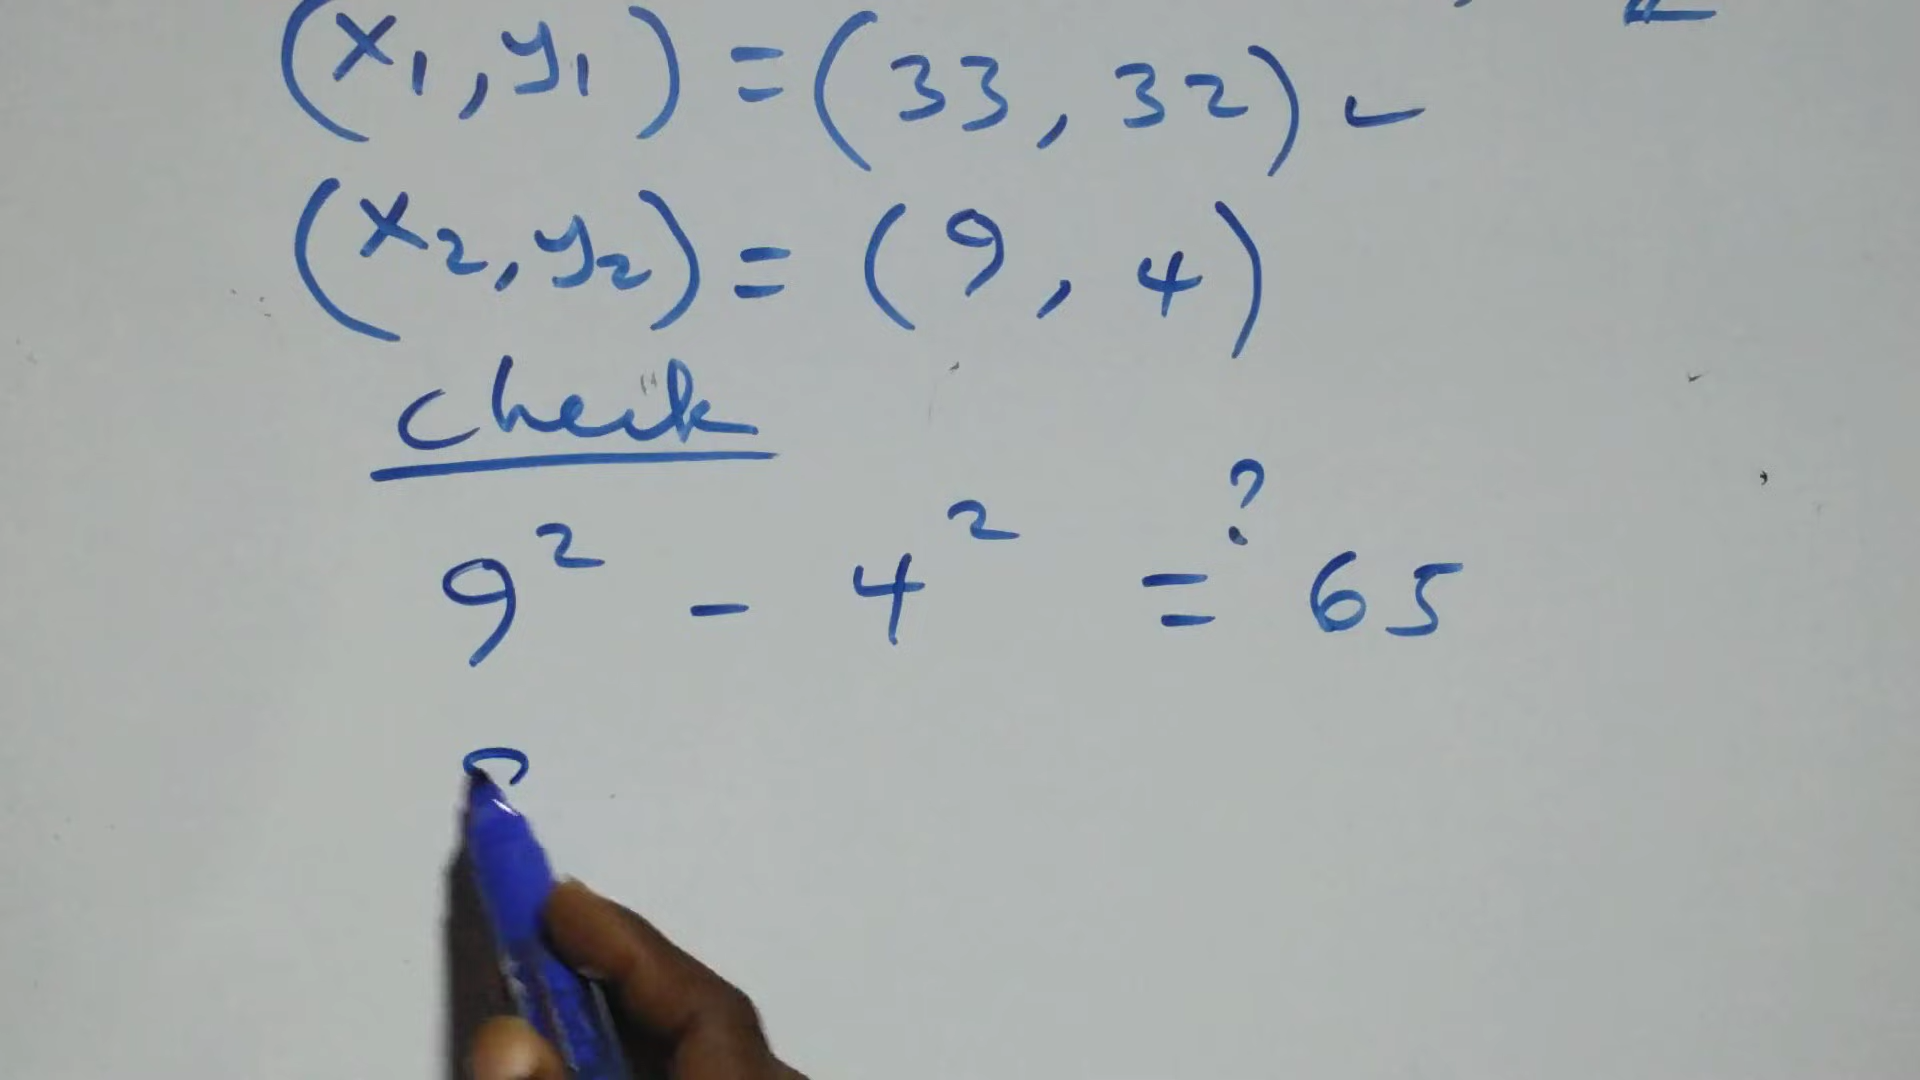 (x₁, y₁) = (33, 32) ✓
(x₂, y₂) = (9, 4)
check
9² - 4² =? 65